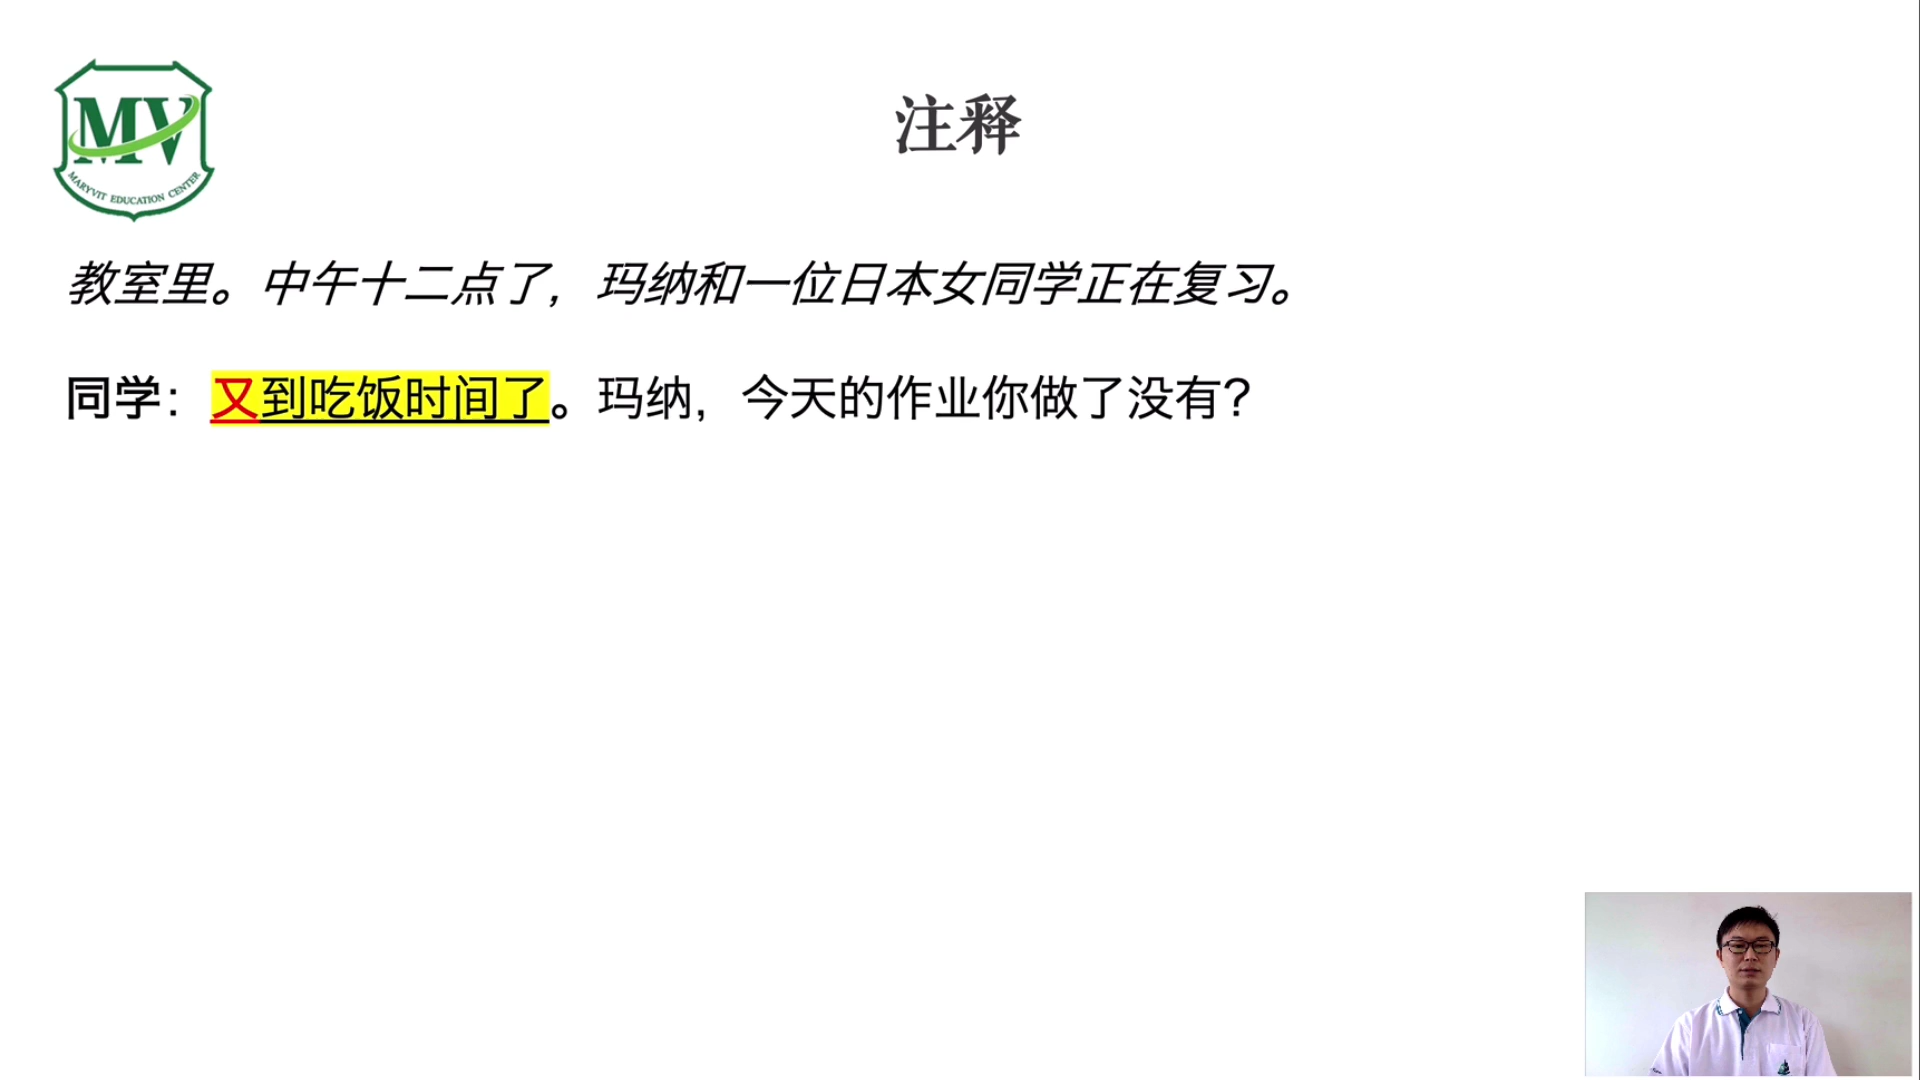 MV
MARYVIT EDUCATION CENTER
注释
教室里。中午十二点了，玛纳和一位日本女同学正在复习。
同学：又到吃饭时间了。玛纳，今天的作业你做了没有？